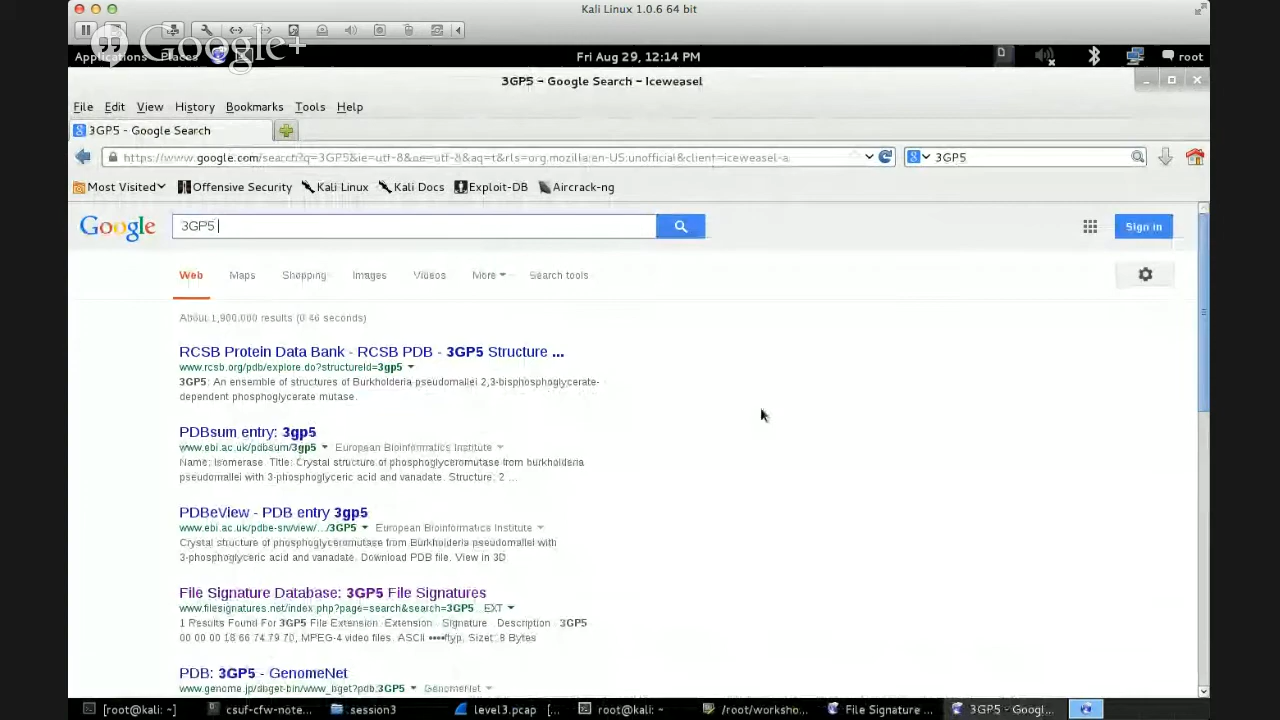 Kali Linux 1.0.6 64 bit
Google+
Applications Places
Fri Aug 29, 12:14 PM
root
3GP5 - Google Search - Iceweasel
File Edit View History Bookmarks Tools Help
3GP5 - Google Search
https://www.google.com/search?q=3GP5&ie=utf-8&oe=utf-8&aq=t&rls=org.mozilla:en-US:unofficial&client=iceweasel-a
3GP5
Most Visited Offensive Security Kali Linux Kali Docs Exploit-DB Aircrack-ng
Google
3GP5
Sign in
Web Maps Shopping Images Videos More Search tools
About 1,900,000 results (0.46 seconds)
RCSB Protein Data Bank - RCSB PDB - 3GP5 Structure ...
www.rcsb.org/pdb/explore.do?structureId=3gp5
3GP5: An ensemble of structures of Burkholderia pseudomallei 2,3-bisphosphoglycerate-
dependent phosphoglycerate mutase.
PDBsum entry: 3gp5
www.ebi.ac.uk/pdbsum/3gp5 European Bioinformatics Institute
Name: Isomerase. Title: Crystal structure of phosphoglyceromutase from burkholderia
pseudomallei with 3-phosphoglyceric acid and vanadate. Structure: 2 ...
PDBeView - PDB entry 3gp5
www.ebi.ac.uk/pdbe-srv/view/.../3GP5 European Bioinformatics Institute
Crystal structure of phosphoglyceromutase from Burkholderia pseudomallei with
3-phosphoglyceric acid and vanadate. Download PDB file. View in 3D
File Signature Database: 3GP5 File Signatures
www.filesignatures.net/index.php?page=search&search=3GP5...EXT
1 Results Found For 3GP5 File Extension · Extension · Signature · Description · 3GP5
00 00 00 18 66 74 79 70, MPEG-4 video files. ASCII ••••ftyp. Sizet: 8 Bytes
PDB: 3GP5 - GenomeNet
www.genome.jp/dbget-bin/www_bget?pdb:3GP5 GenomeNet
[root@kali: ~] csuf-cfw-note... session3 level3.pcap [... root@kali: ~ /root/worksho... File Signature ... 3GP5 - Googl...